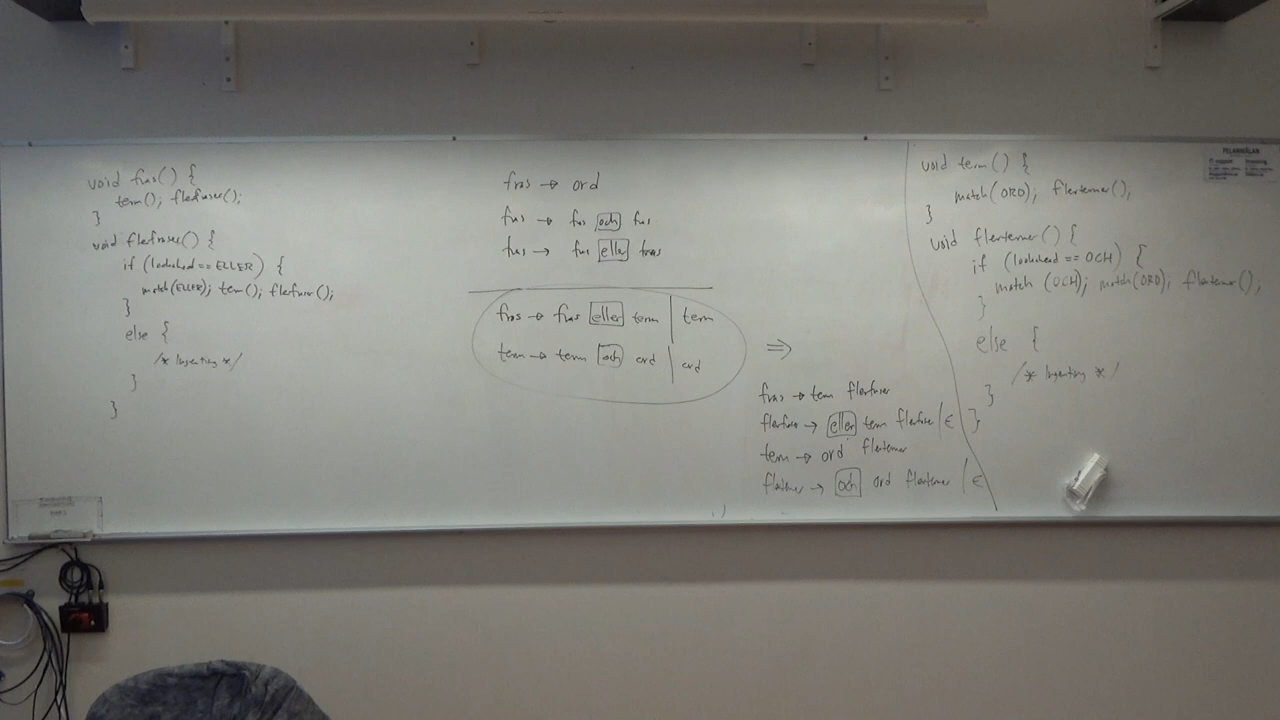 void fras() {
term(); flerfraser();
}
void flerfraser() {
if (lookahead == ELLER) {
match(ELLER); term(); flerfraser();
}
else {
/* Ingenting */
}
}
fras → ord
fras → fras och fras
fras → fras eller fras
fras → fras eller term | term
term → term och ord | ord
⇒
fras → term flerfraser
flerfraser → eller term flerfraser | ε
term → ord flertermer
flertermer → och ord flertermer | ε
void term() {
match(ORD); flertermer();
}
void flertermer() {
if (lookahead == OCH) {
match (OCH); match(ORD); flertermer();
}
else {
/* Ingenting */
}
}
FELANMÄLAN